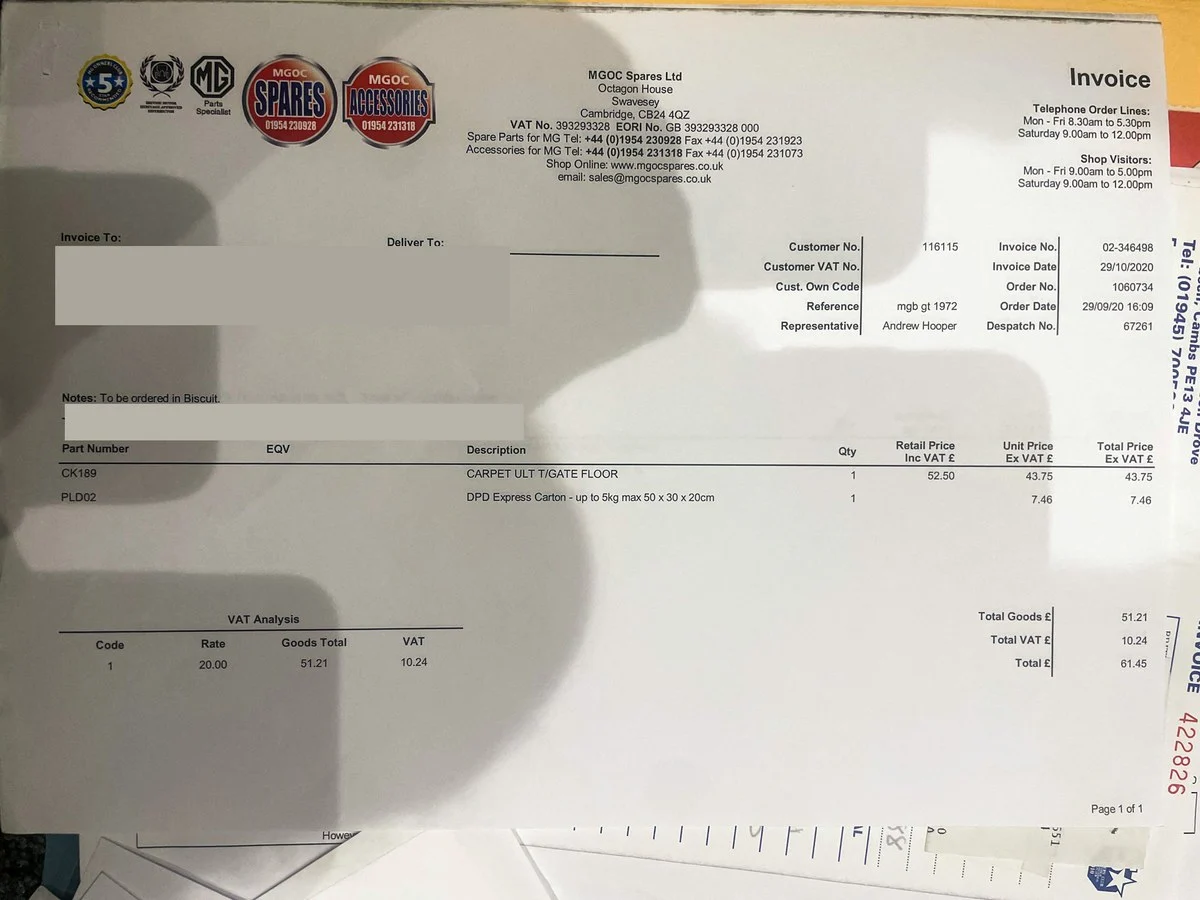 5
MG
Parts
Specialist
MGOC
SPARES
01954 230928
MGOC
ACCESSORIES
01954 231318
MGOC Spares Ltd
Octagon House
Swavesey
Cambridge, CB24 4QZ
VAT No. 393293328 EORI No. GB 393293328 000
Spare Parts for MG Tel: +44 (0)1954 230928 Fax +44 (0)1954 231923
Accessories for MG Tel: +44 (0)1954 231318 Fax +44 (0)1954 231073
Shop Online: www.mgocspares.co.uk
email: sales@mgocspares.co.uk
Invoice
Telephone Order Lines:
Mon - Fri 8.30am to 5.30pm
Saturday 9.00am to 12.00pm
Shop Visitors:
Mon - Fri 9.00am to 5.00pm
Saturday 9.00am to 12.00pm
Invoice To:
Deliver To:
Customer No. 116115 Invoice No. 02-346498
Customer VAT No. Invoice Date 29/10/2020
Cust. Own Code Order No. 1060734
Reference mgb gt 1972 Order Date 29/09/20 16:09
Representative Andrew Hooper Despatch No. 67261
Notes: To be ordered in Biscuit.
Part Number EQV Description Qty Retail Price Inc VAT £ Unit Price Ex VAT £ Total Price Ex VAT £
CK189 CARPET ULT T/GATE FLOOR 1 52.50 43.75 43.75
PLD02 DPD Express Carton - up to 5kg max 50 x 30 x 20cm 1 7.46 7.46
VAT Analysis
Code Rate Goods Total VAT
1 20.00 51.21 10.24
Total Goods £ 51.21
Total VAT £ 10.24
Total £ 61.45
Page 1 of 1
Cambs PE13 4JE
Tel: (01945)
INVOICE 422826